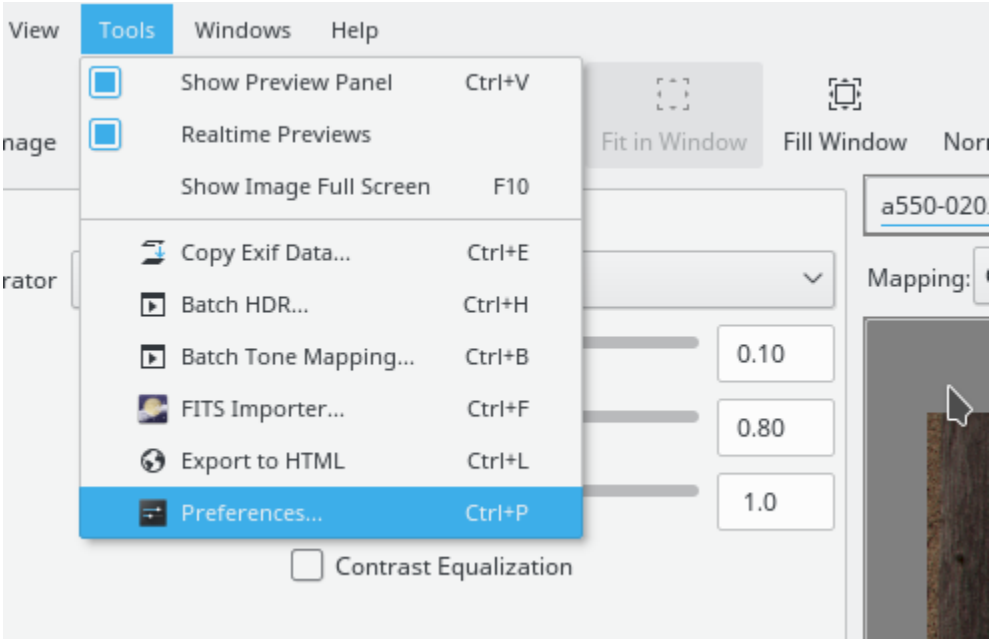 View Tools Windows Help
Show Preview Panel Ctrl+V
Realtime Previews
Show Image Full Screen F10
Copy Exif Data... Ctrl+E
Batch HDR... Ctrl+H
Batch Tone Mapping... Ctrl+B
FITS Importer... Ctrl+F
Export to HTML Ctrl+L
Preferences... Ctrl+P
mage Fit in Window Fill Window Norr
a550-020
rator Mapping:
0.10
0.80
1.0
Contrast Equalization